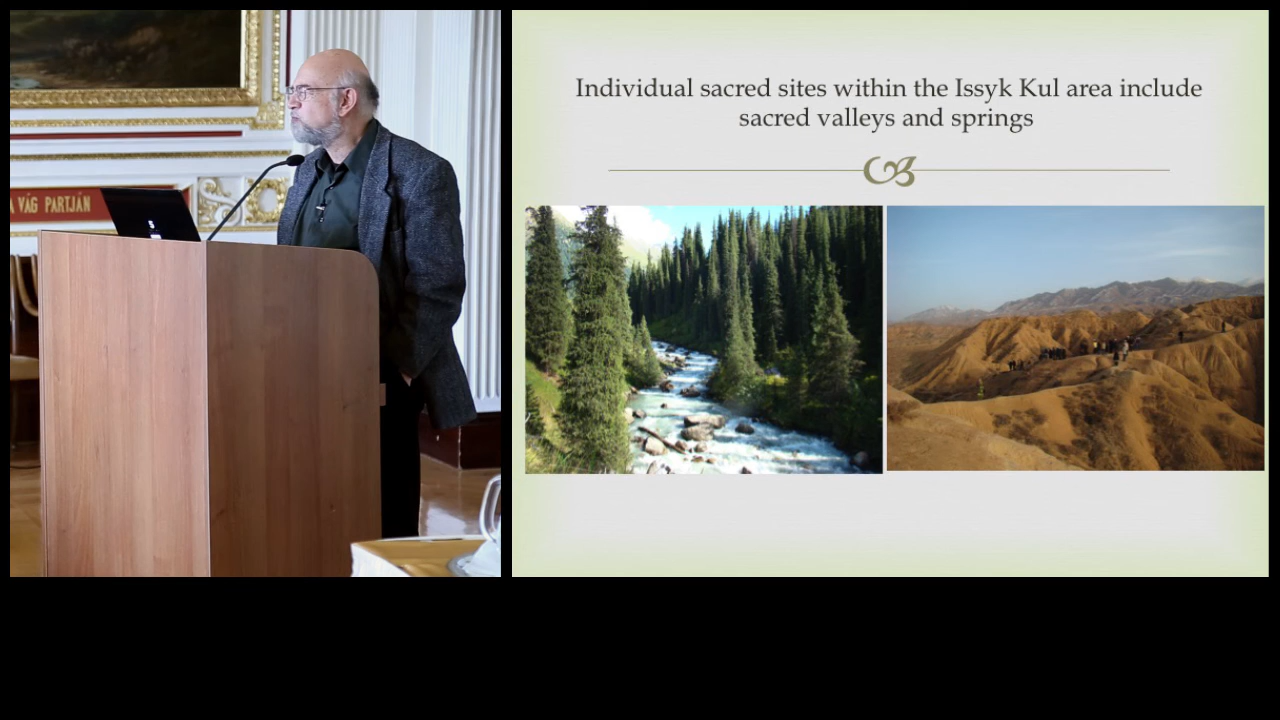 A VÁG PARTJÁN
Individual sacred sites within the Issyk Kul area include
sacred valleys and springs